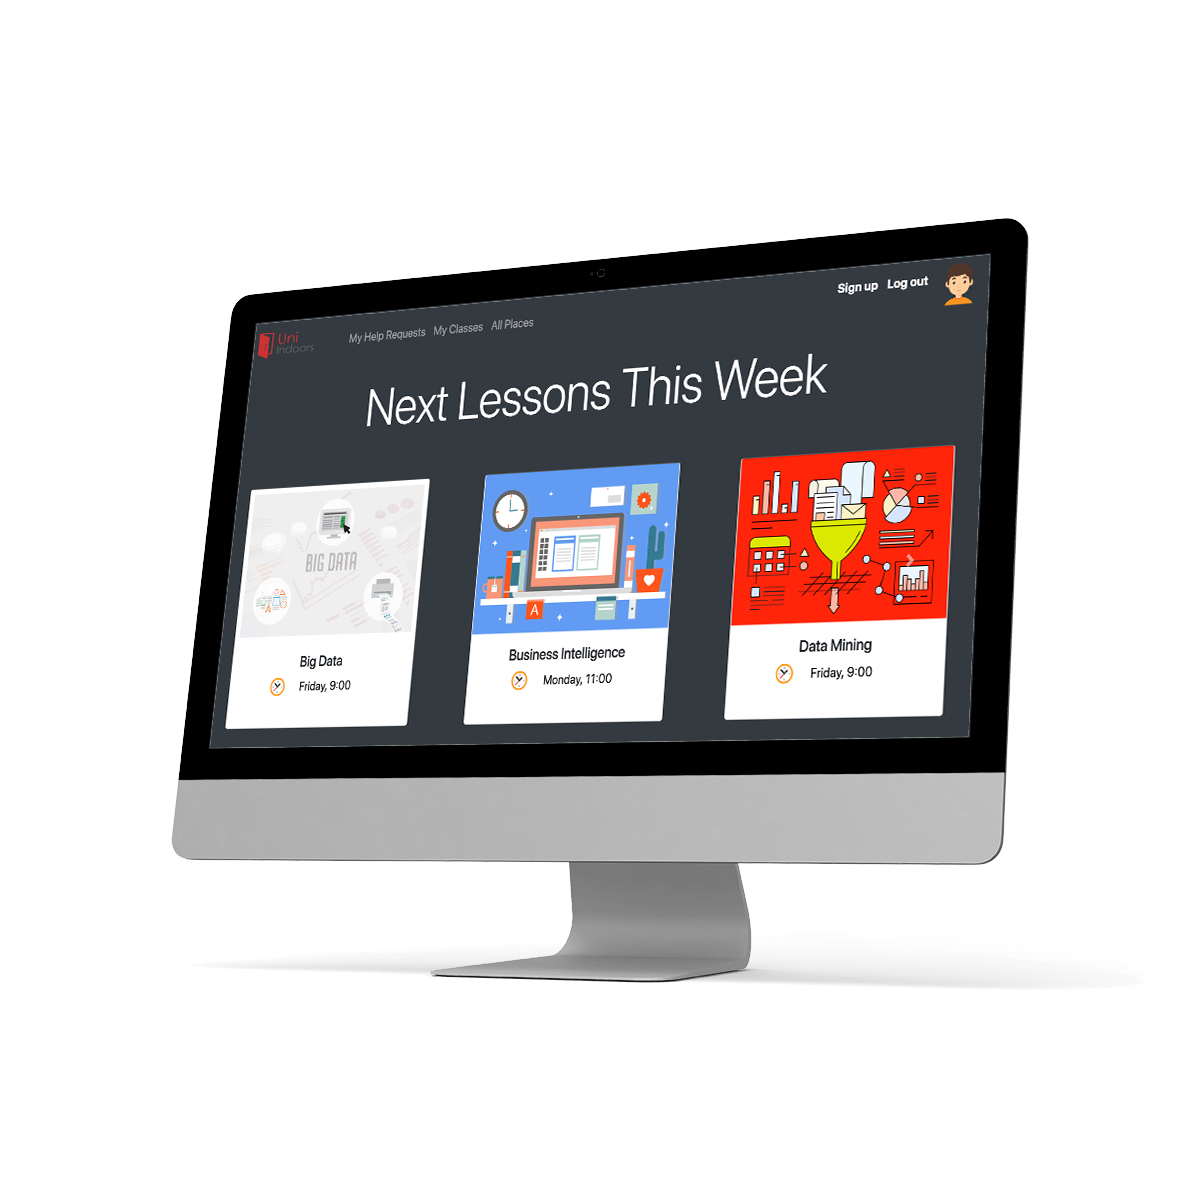 Sign up Log out
Uni
Indoors
My Help Requests My Classes All Places
Next Lessons This Week
BIG DATA
A
Big Data
Friday, 9:00
Business Intelligence
Monday, 11:00
Data Mining
Friday, 9:00